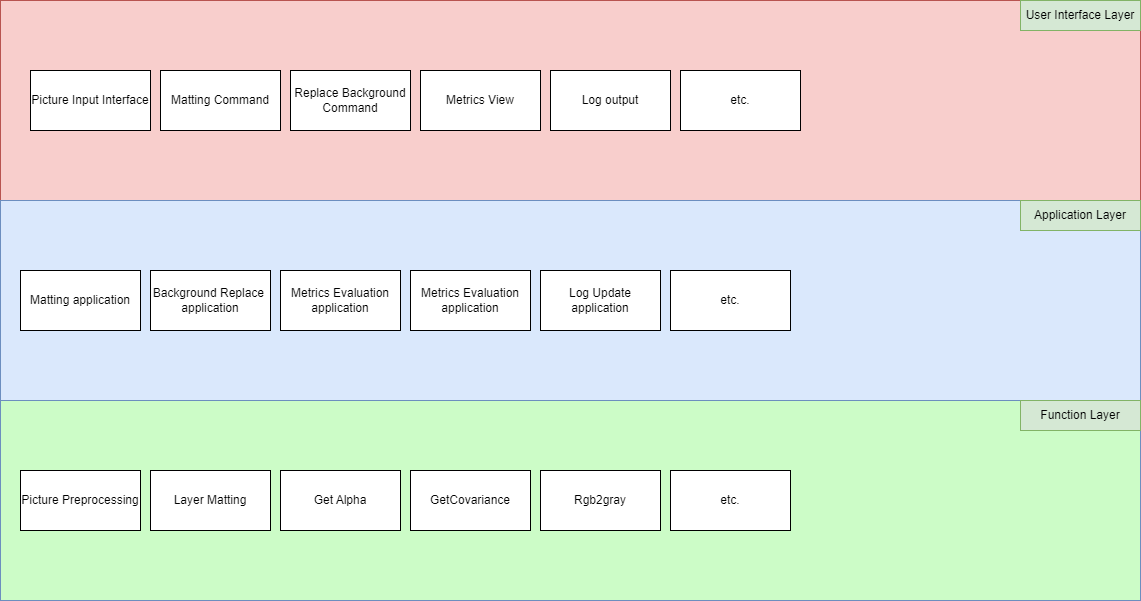 User Interface Layer
Picture Input Interface
Matting Command
Replace Background
Command
Metrics View
Log output
etc.
Application Layer
Matting application
Background Replace
application
Metrics Evaluation
application
Metrics Evaluation
application
Log Update
application
etc.
Function Layer
Picture Preprocessing
Layer Matting
Get Alpha
GetCovariance
Rgb2gray
etc.